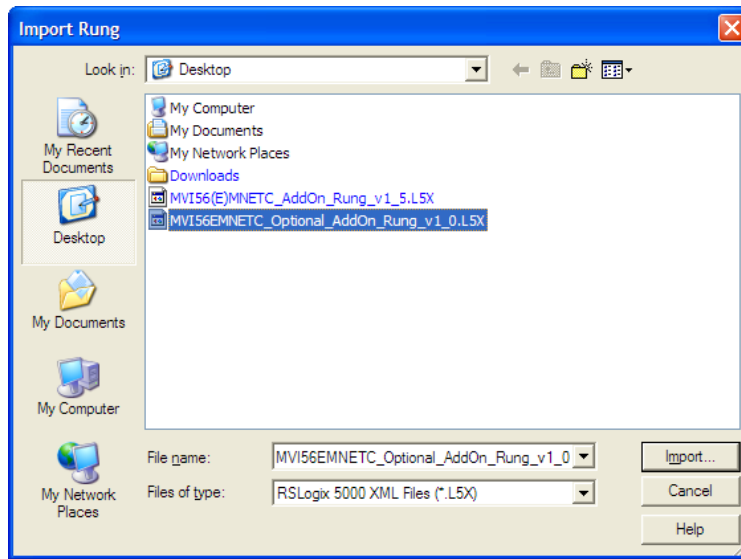 Import Rung
Look in:
Desktop
My Recent
Documents
Desktop
My Documents
My Computer
My Network
Places
My Computer
My Documents
My Network Places
Downloads
MVI56(E)MNETC_AddOn_Rung_v1_5.L5X
MVI56EMNETC_Optional_AddOn_Rung_v1_0.L5X
File name:
MVI56EMNETC_Optional_AddOn_Rung_v1_0
Import...
Files of type:
RSLogix 5000 XML Files (*.L5X)
Cancel
Help